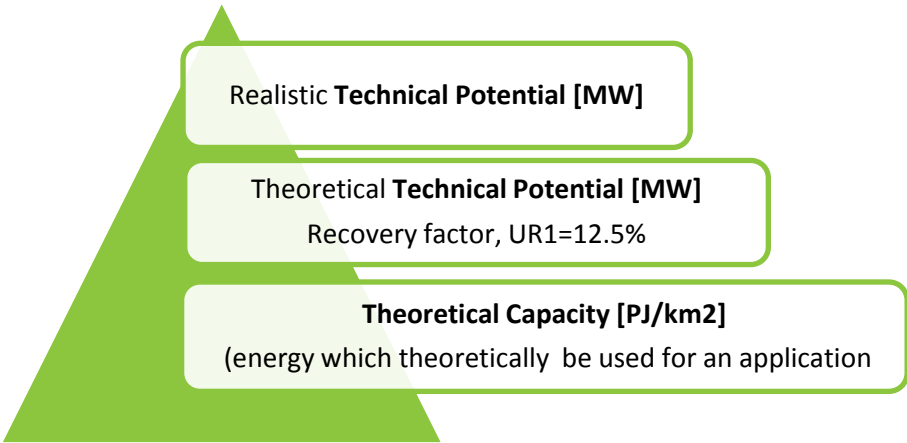 Realistic Technical Potential [MW]
Theoretical Technical Potential [MW]
Recovery factor, UR1=12.5%
Theoretical Capacity [PJ/km2]
(energy which theoretically  be used for an application